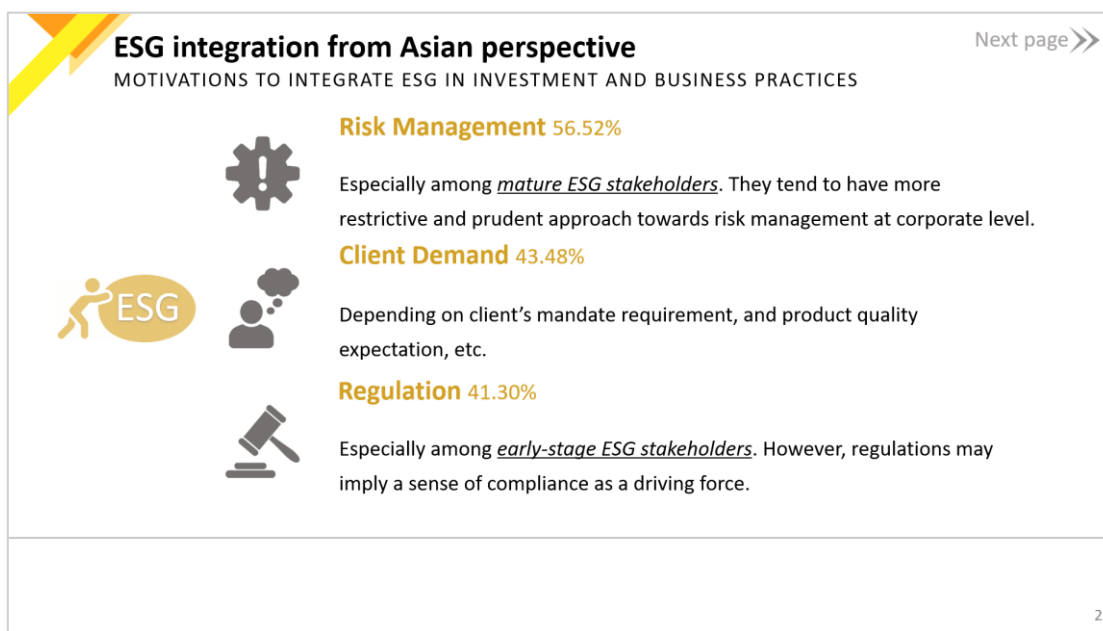 ESG integration from Asian perspective
Next page
MOTIVATIONS TO INTEGRATE ESG IN INVESTMENT AND BUSINESS PRACTICES
Risk Management 56.52%
Especially among mature ESG stakeholders. They tend to have more
restrictive and prudent approach towards risk management at corporate level.
Client Demand 43.48%
ESG
Depending on client’s mandate requirement, and product quality
expectation, etc.
Regulation 41.30%
Especially among early-stage ESG stakeholders. However, regulations may
imply a sense of compliance as a driving force.
2